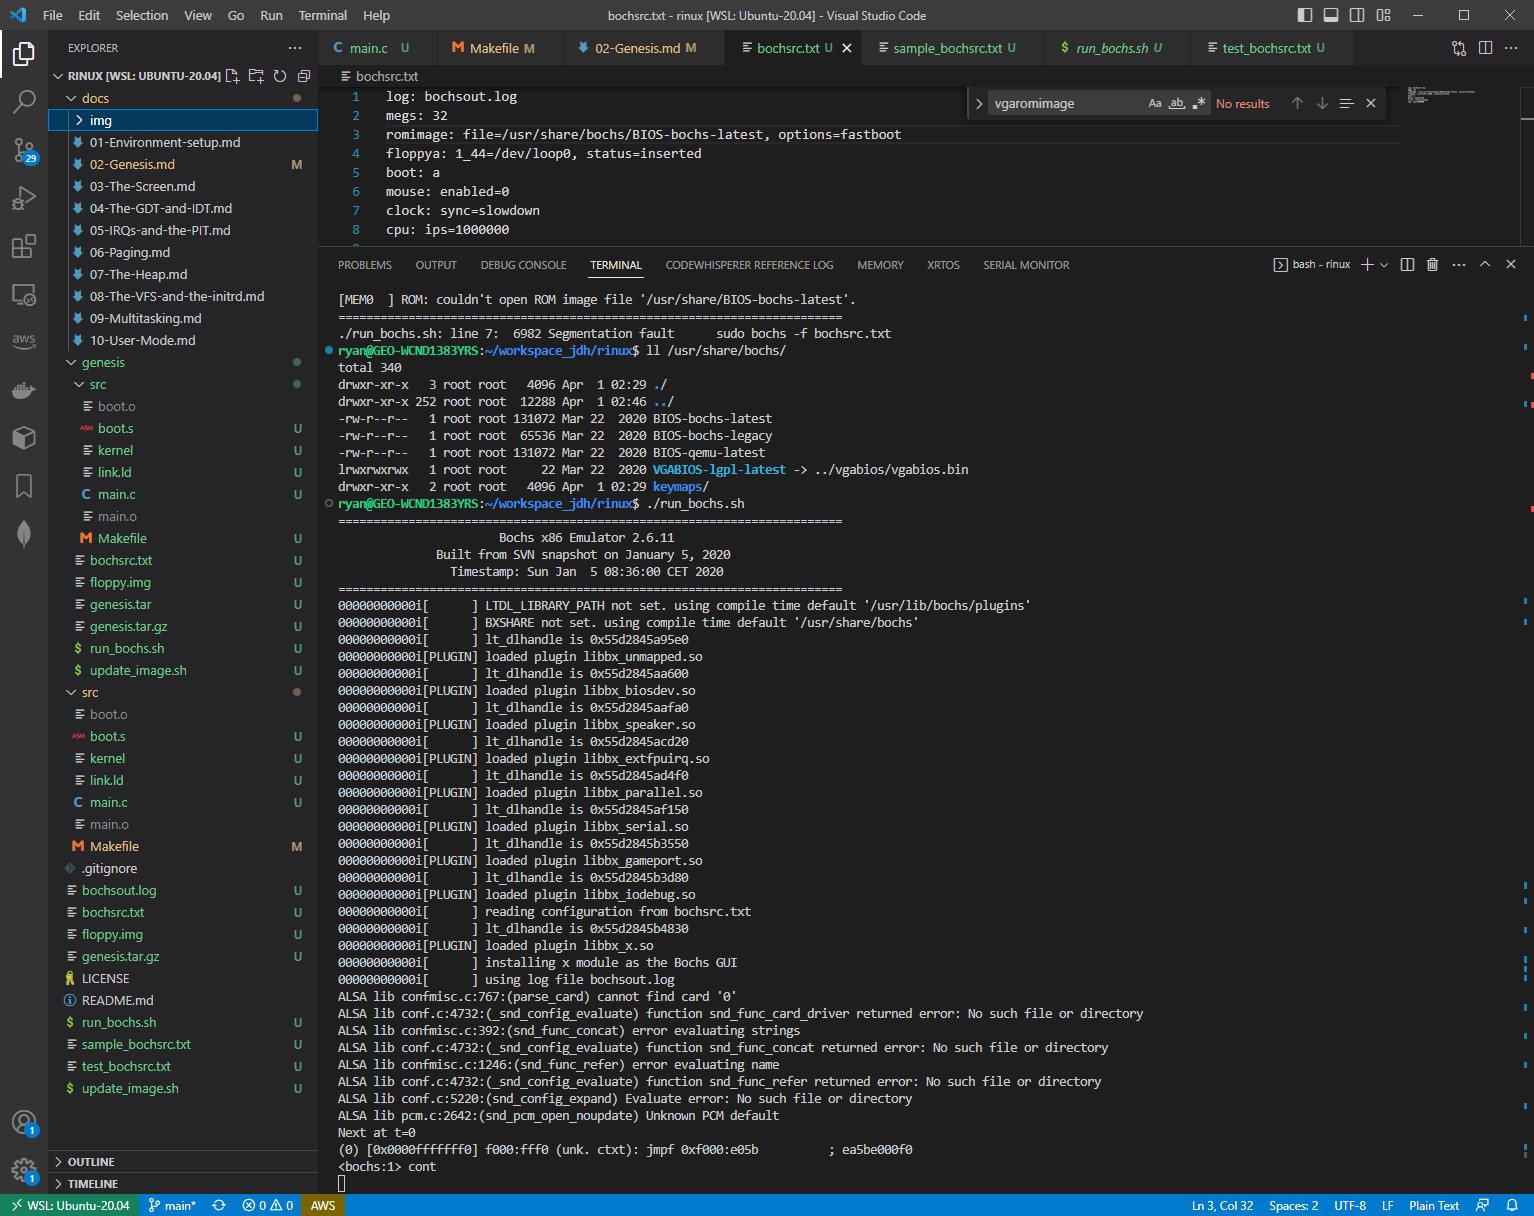 File Edit Selection View Go Run Terminal Help
bochsrc.txt - rinux [WSL: Ubuntu-20.04] - Visual Studio Code
EXPLORER
RINUX [WSL: UBUNTU-20.04]
docs
img
01-Environment-setup.md
02-Genesis.md M
03-The-Screen.md
04-The-GDT-and-IDT.md
05-IRQs-and-the-PIT.md
06-Paging.md
07-The-Heap.md
08-The-VFS-and-the-initrd.md
09-Multitasking.md
10-User-Mode.md
genesis
src
boot.o
ASM boot.s U
kernel U
link.ld U
C main.c U
main.o
M Makefile U
bochsrc.txt U
floppy.img U
genesis.tar U
genesis.tar.gz U
$ run_bochs.sh U
$ update_image.sh U
src
boot.o
ASM boot.s U
kernel U
link.ld U
C main.c U
main.o
M Makefile M
.gitignore
bochsout.log U
bochsrc.txt U
floppy.img U
genesis.tar.gz U
LICENSE
README.md
$ run_bochs.sh U
sample_bochsrc.txt U
test_bochsrc.txt U
$ update_image.sh U
OUTLINE
TIMELINE
29
aws
1
1
C main.c U
M Makefile M
02-Genesis.md M
bochsrc.txt U
sample_bochsrc.txt U
$ run_bochs.sh U
test_bochsrc.txt U
bochsrc.txt
vgaromimage Aa ab .* No results
1 log: bochsout.log
2 megs: 32
3 romimage: file=/usr/share/bochs/BIOS-bochs-latest, options=fastboot
4 floppya: 1_44=/dev/loop0, status=inserted
5 boot: a
6 mouse: enabled=0
7 clock: sync=slowdown
8 cpu: ips=1000000
PROBLEMS OUTPUT DEBUG CONSOLE TERMINAL CODEWHISPERER REFERENCE LOG MEMORY XRTOS SERIAL MONITOR
bash - rinux
[MEM0  ] ROM: couldn't open ROM image file '/usr/share/BIOS-bochs-latest'.
========================================================================
./run_bochs.sh: line 7:  6982 Segmentation fault      sudo bochs -f bochsrc.txt
ryan@GEO-WCND1383YRS:~/workspace_jdh/rinux$ ll /usr/share/bochs/
total 340
drwxr-xr-x   3 root root   4096 Apr  1 02:29 ./
drwxr-xr-x 252 root root  12288 Apr  1 02:46 ../
-rw-r--r--   1 root root 131072 Mar 22  2020 BIOS-bochs-latest
-rw-r--r--   1 root root  65536 Mar 22  2020 BIOS-bochs-legacy
-rw-r--r--   1 root root 131072 Mar 22  2020 BIOS-qemu-latest
lrwxrwxrwx   1 root root     22 Mar 22  2020 VGABIOS-lgpl-latest -> ../vgabios/vgabios.bin
drwxr-xr-x   2 root root   4096 Apr  1 02:29 keymaps/
ryan@GEO-WCND1383YRS:~/workspace_jdh/rinux$ ./run_bochs.sh
========================================================================
Bochs x86 Emulator 2.6.11
Built from SVN snapshot on January 5, 2020
Timestamp: Sun Jan  5 08:36:00 CET 2020
========================================================================
00000000000i[      ] LTDL_LIBRARY_PATH not set. using compile time default '/usr/lib/bochs/plugins'
00000000000i[      ] BXSHARE not set. using compile time default '/usr/share/bochs'
00000000000i[      ] lt_dlhandle is 0x55d2845a95e0
00000000000i[PLUGIN] loaded plugin libbx_unmapped.so
00000000000i[      ] lt_dlhandle is 0x55d2845aa600
00000000000i[PLUGIN] loaded plugin libbx_biosdev.so
00000000000i[      ] lt_dlhandle is 0x55d2845aafa0
00000000000i[PLUGIN] loaded plugin libbx_speaker.so
00000000000i[      ] lt_dlhandle is 0x55d2845acd20
00000000000i[PLUGIN] loaded plugin libbx_extfpuirq.so
00000000000i[      ] lt_dlhandle is 0x55d2845ad4f0
00000000000i[PLUGIN] loaded plugin libbx_parallel.so
00000000000i[      ] lt_dlhandle is 0x55d2845af150
00000000000i[PLUGIN] loaded plugin libbx_serial.so
00000000000i[      ] lt_dlhandle is 0x55d2845b3550
00000000000i[PLUGIN] loaded plugin libbx_gameport.so
00000000000i[      ] lt_dlhandle is 0x55d2845b3d80
00000000000i[PLUGIN] loaded plugin libbx_iodebug.so
00000000000i[      ] reading configuration from bochsrc.txt
00000000000i[      ] lt_dlhandle is 0x55d2845b4830
00000000000i[PLUGIN] loaded plugin libbx_x.so
00000000000i[      ] installing x module as the Bochs GUI
00000000000i[      ] using log file bochsout.log
ALSA lib confmisc.c:767:(parse_card) cannot find card '0'
ALSA lib conf.c:4732:(_snd_config_evaluate) function snd_func_card_driver returned error: No such file or directory
ALSA lib confmisc.c:392:(snd_func_concat) error evaluating strings
ALSA lib conf.c:4732:(_snd_config_evaluate) function snd_func_concat returned error: No such file or directory
ALSA lib confmisc.c:1246:(snd_func_refer) error evaluating name
ALSA lib conf.c:4732:(_snd_config_evaluate) function snd_func_refer returned error: No such file or directory
ALSA lib conf.c:5220:(snd_config_expand) Evaluate error: No such file or directory
ALSA lib pcm.c:2642:(snd_pcm_open_noupdate) Unknown PCM default
Next at t=0
(0) [0x0000fffffff0] f000:fff0 (unk. ctxt): jmpf 0xf000:e05b          ; ea5be000f0
<bochs:1> cont
WSL: Ubuntu-20.04 main* 0 0 AWS Ln 3, Col 32 Spaces: 2 UTF-8 LF Plain Text